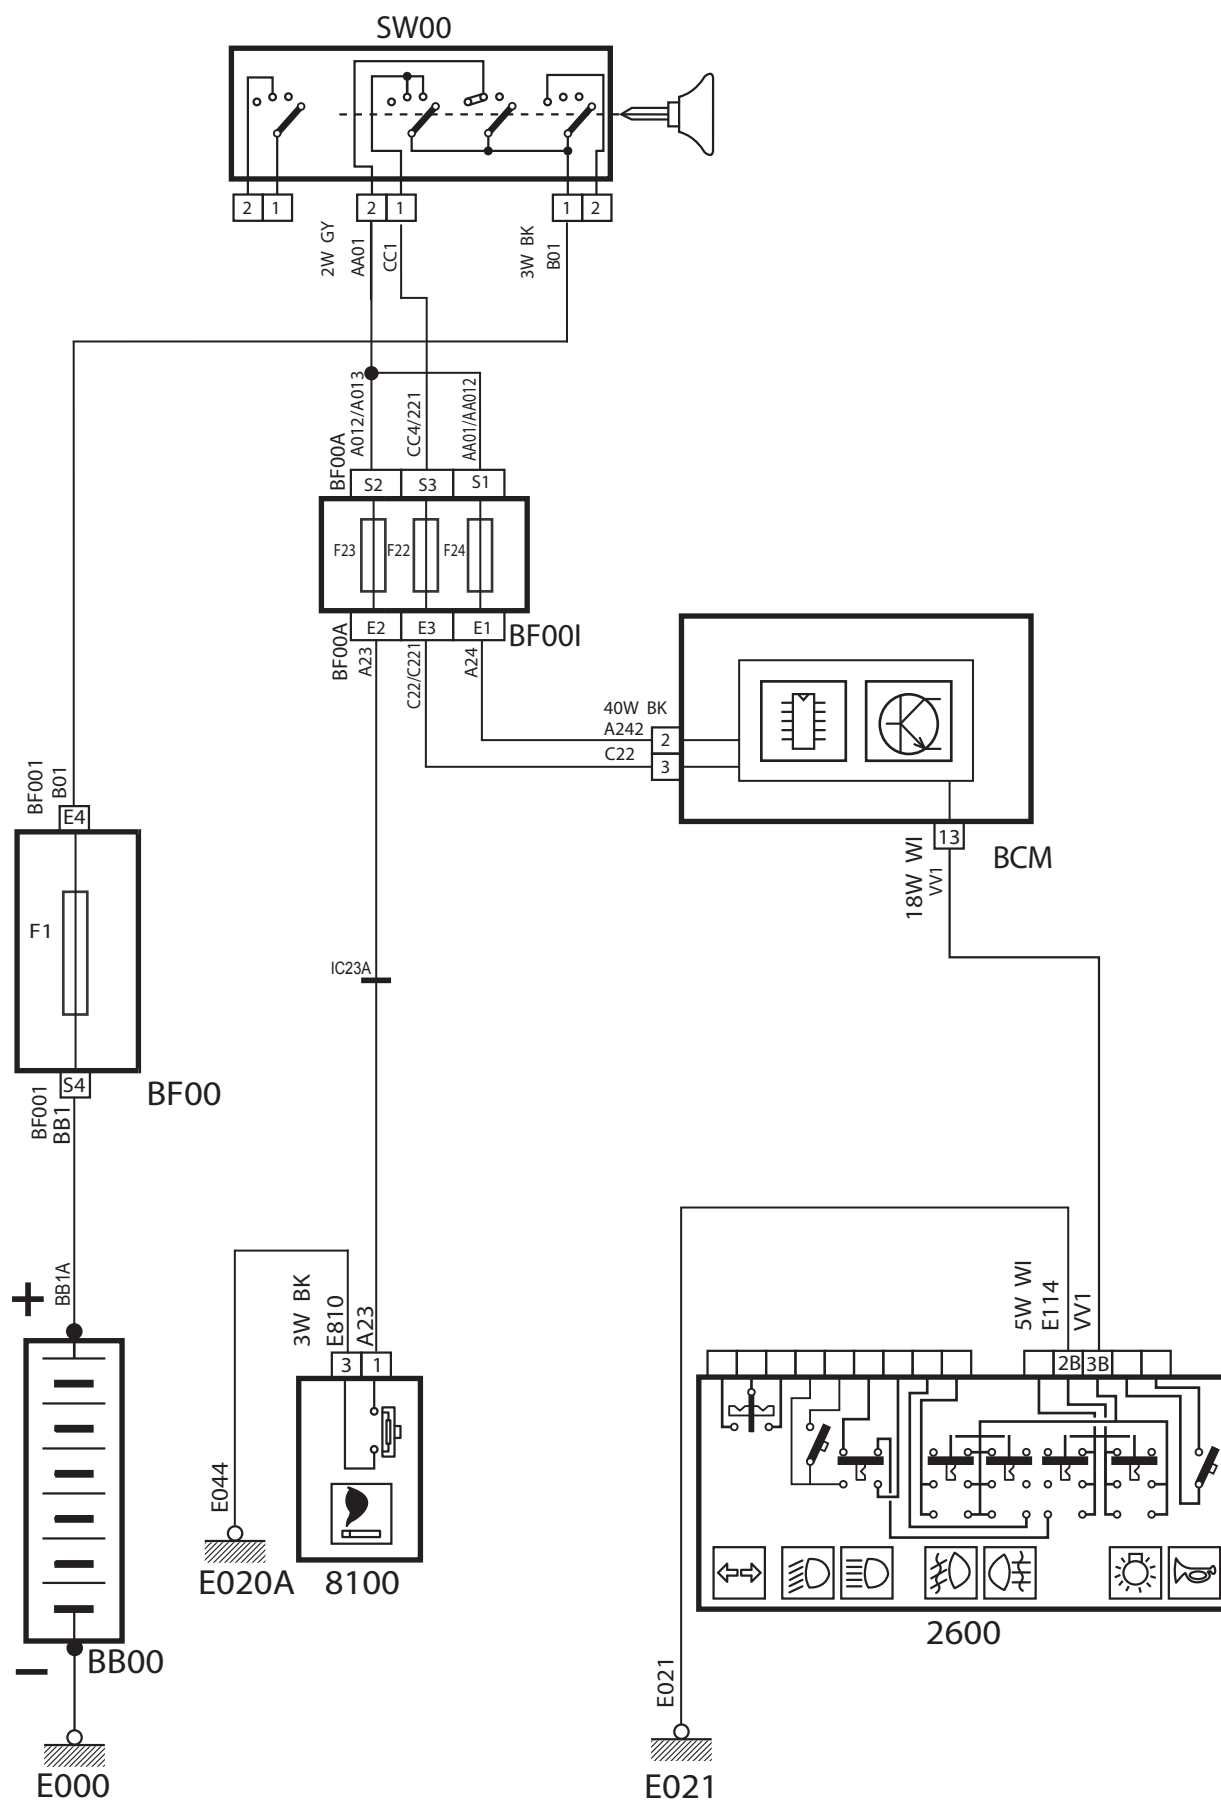 SW00
2 1
2 1
1 2
2W GY
AA01
CC1
3W BK
B01
BF00A
A012/A013
CC4/221
AA01/AA012
S2 S3 S1
F23
F22
F24
E2 E3 E1
BF00I
BF00A
A23
C22/C221
A24
40W BK
A242
2
C22
3
13
BCM
18W WI
VV1
BF001
B01
E4
F1
IC23A
S4
BF00
BF001
BB1
BB1A
+
3W BK
E810
A23
3 1
5W WI
E114
VV1
2B 3B
E044
E020A
8100
2600
BB00
–
E021
E000
E021